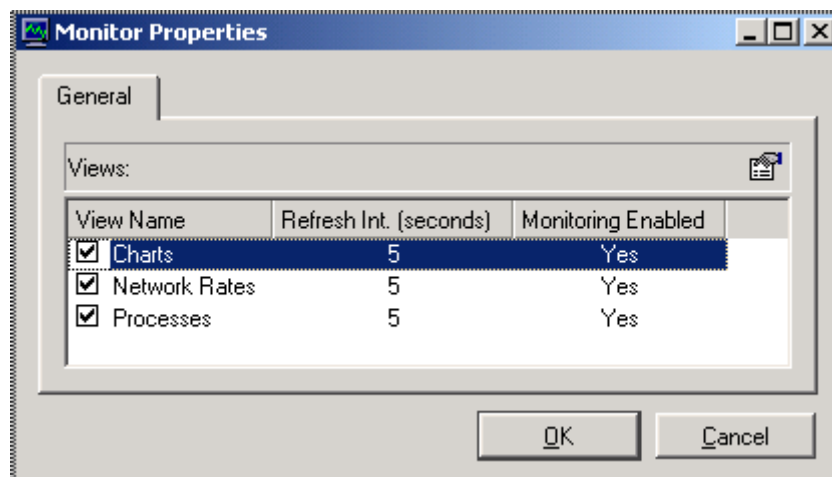 Monitor Properties
General
Views:
View Name Refresh Int. (seconds) Monitoring Enabled
Charts 5 Yes
Network Rates 5 Yes
Processes 5 Yes
OK Cancel